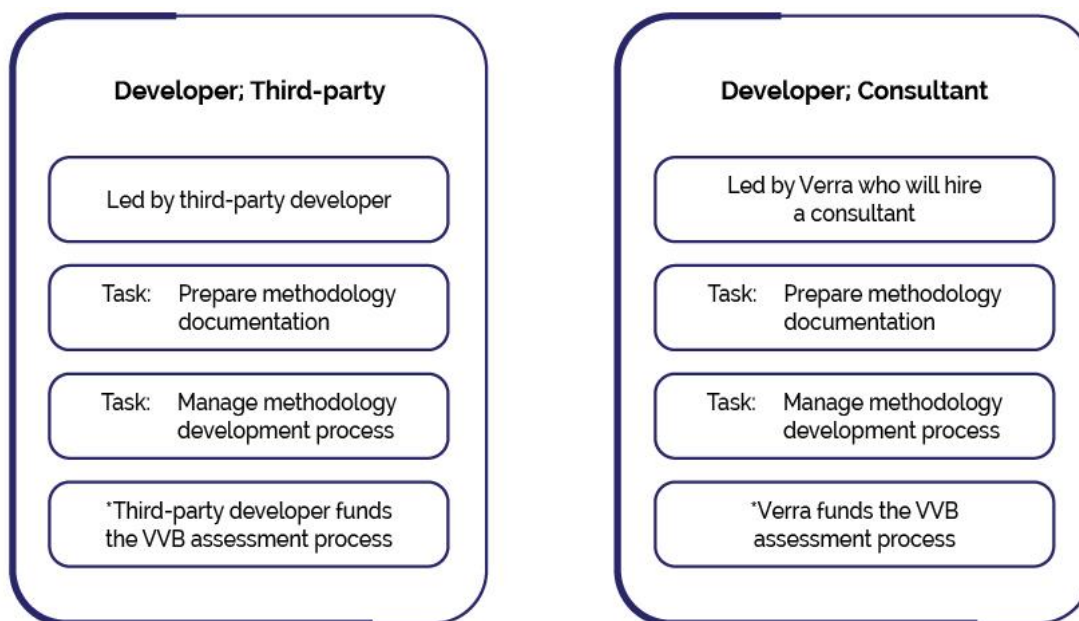 Developer; Third-party
Led by third-party developer
Task: Prepare methodology
documentation
Task: Manage methodology
development process
*Third-party developer funds
the VVB assessment process
Developer; Consultant
Led by Verra who will hire
a consultant
Task: Prepare methodology
documentation
Task: Manage methodology
development process
*Verra funds the VVB
assessment process